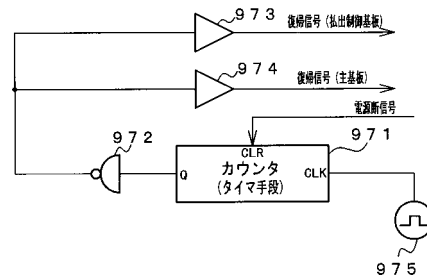 973
復帰信号(払出制御基板)
974
復帰信号(主基板)
電源断信号
972
971
CLR
Q
カウンタ
(タイマ手段)
CLK
975